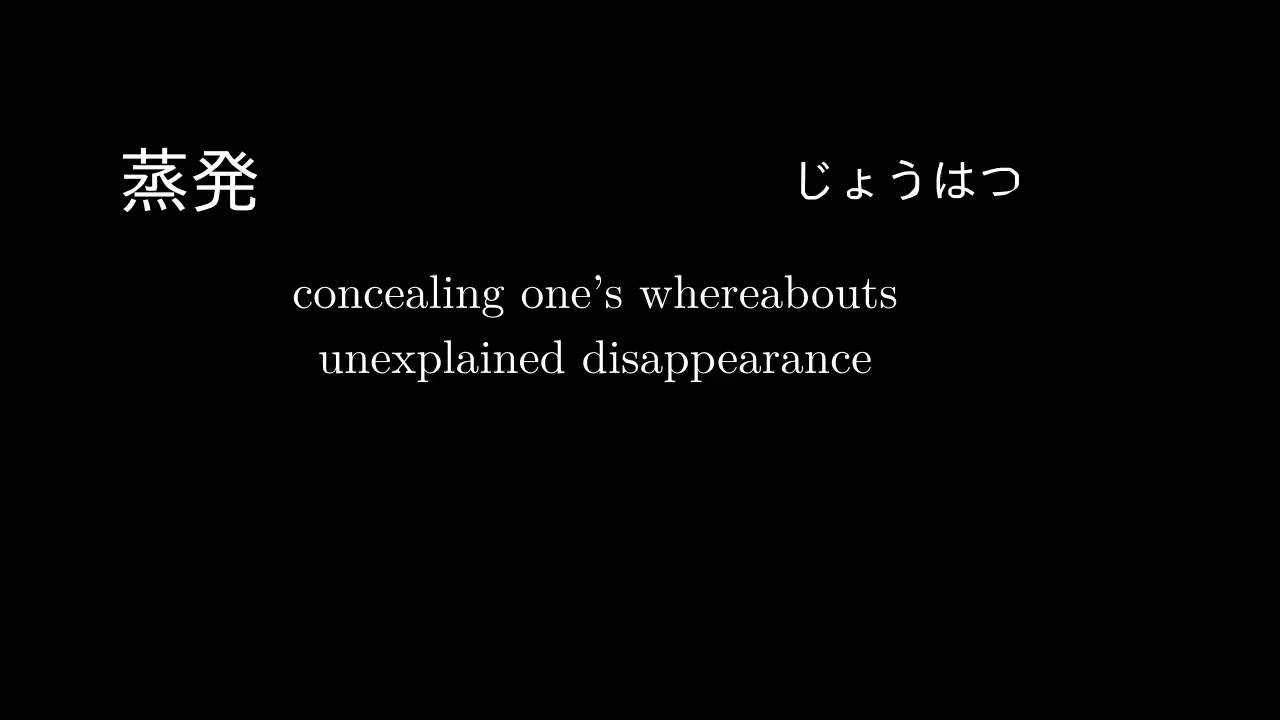 蒸発 じょうはつ
concealing one's whereabouts
unexplained disappearance